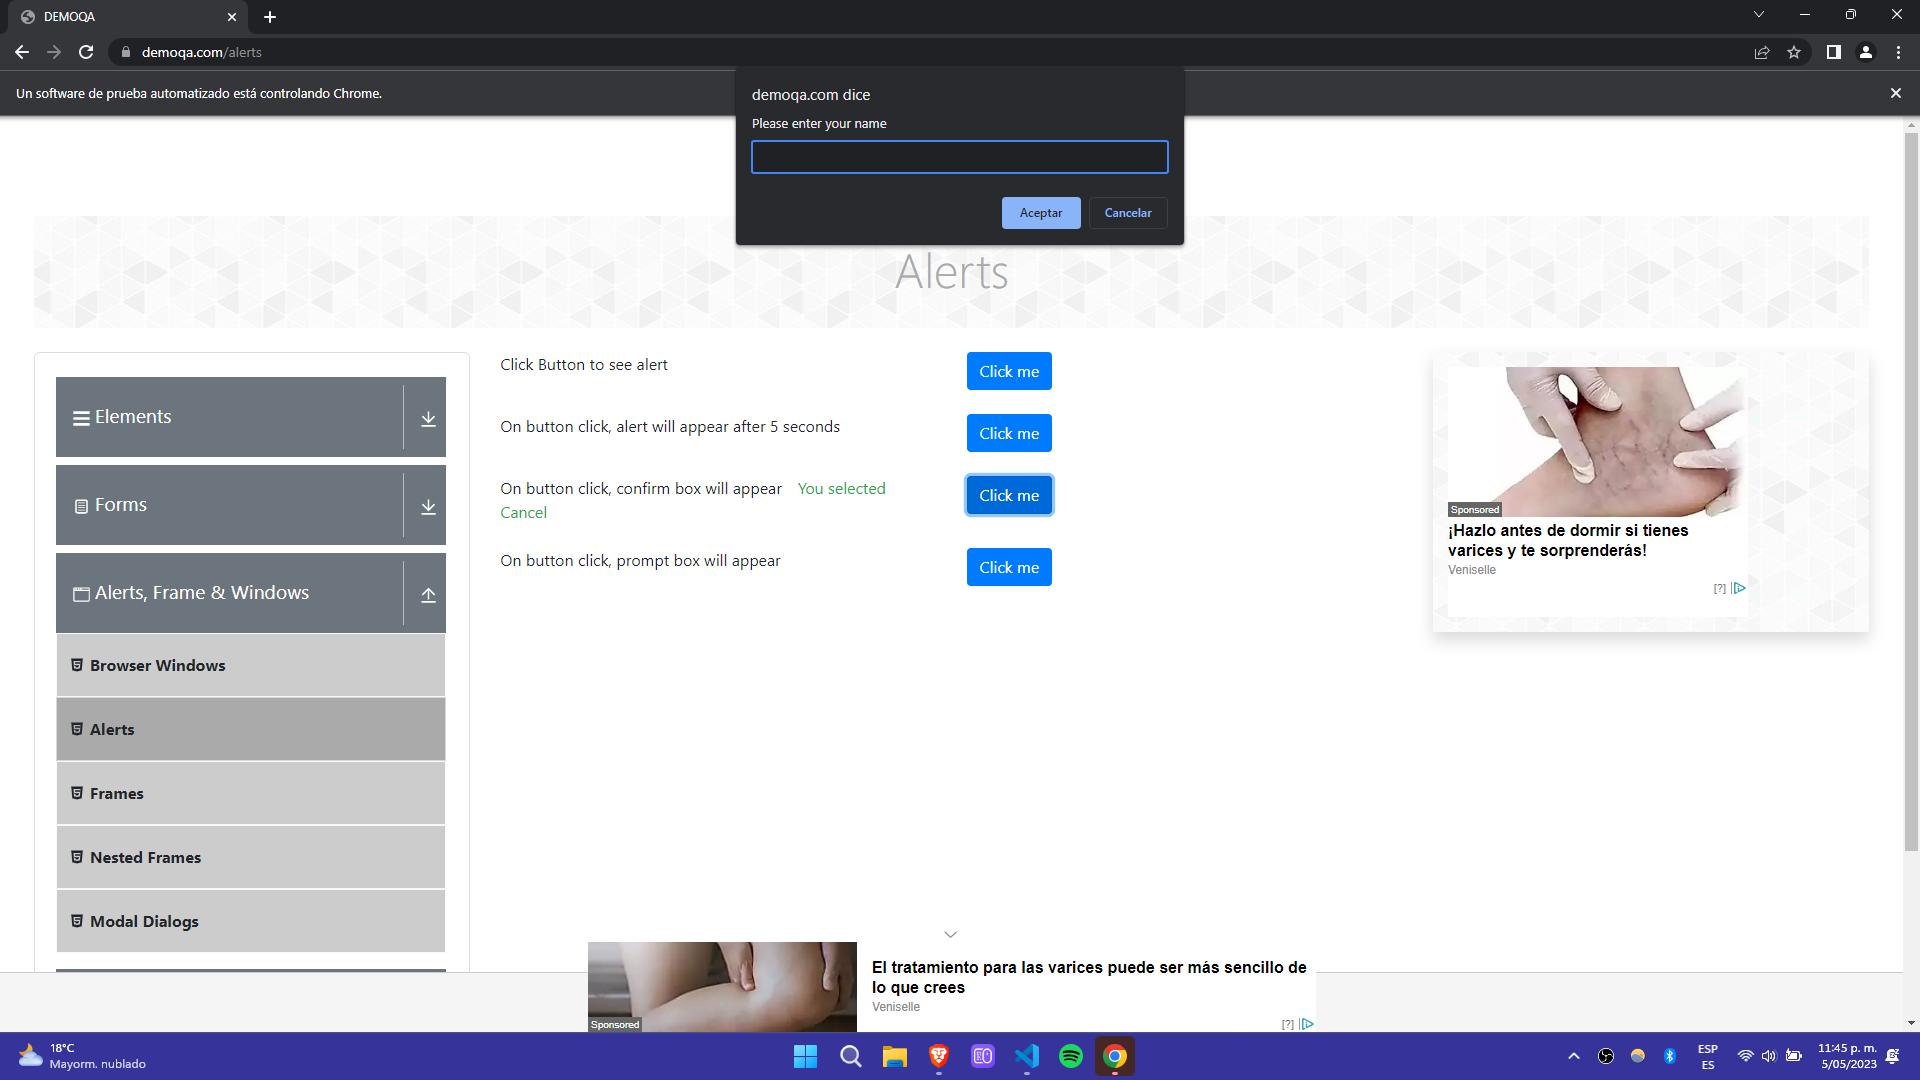 DEMOQA
demoqa.com/alerts
Un software de prueba automatizado está controlando Chrome.
demoqa.com dice
Please enter your name
Aceptar
Cancelar
Alerts
Elements
Forms
Alerts, Frame & Windows
Browser Windows
Alerts
Frames
Nested Frames
Modal Dialogs
Click Button to see alert
Click me
On button click, alert will appear after 5 seconds
Click me
On button click, confirm box will appear You selected
Cancel
Click me
On button click, prompt box will appear
Click me
Sponsored
¡Hazlo antes de dormir si tienes
varices y te sorprenderás!
Veniselle
[?]
El tratamiento para las varices puede ser más sencillo de
lo que crees
Veniselle
Sponsored
[?]
18°C
Mayorm. nublado
ESP
ES
11:45 p. m.
5/05/2023